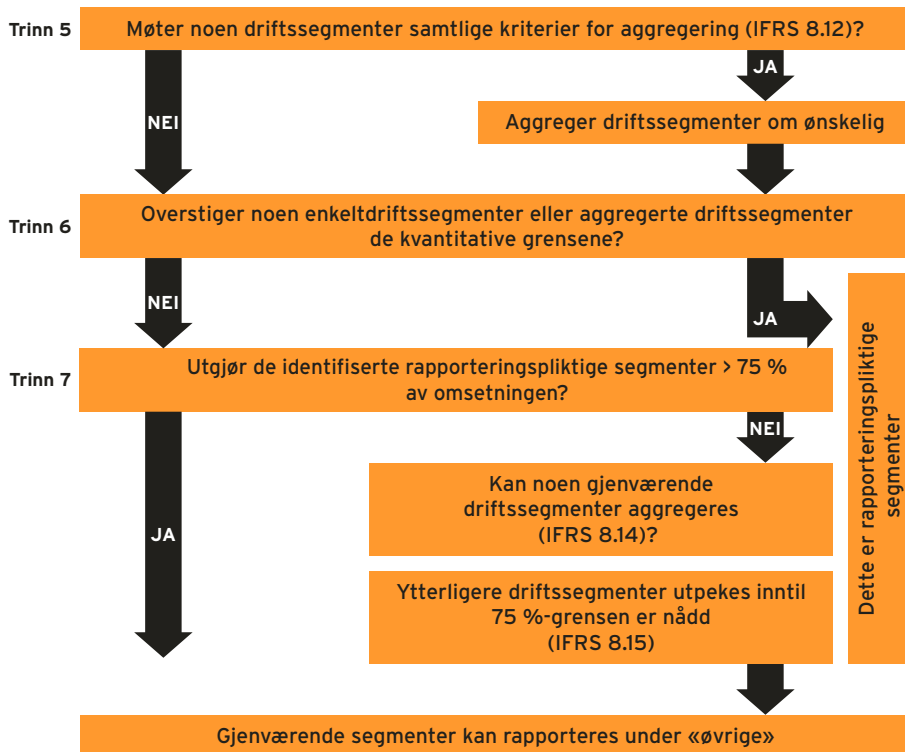 Trinn 5
Møter noen driftssegmenter samtlige kriterier for aggregering (IFRS 8.12)?
JA
NEI
Aggreger driftssegmenter om ønskelig
Trinn 6
Overstiger noen enkeltdriftssegmenter eller aggregerte driftssegmenter
de kvantitative grensene?
NEI
JA
Trinn 7
Utgjør de identifiserte rapporteringspliktige segmenter > 75 %
av omsetningen?
NEI
JA
Kan noen gjenværende
driftssegmenter aggregeres
(IFRS 8.14)?
Ytterligere driftssegmenter utpekes inntil
75 %-grensen er nådd
(IFRS 8.15)
Dette er rapporteringspliktige
segmenter
Gjenværende segmenter kan rapporteres under «øvrige»